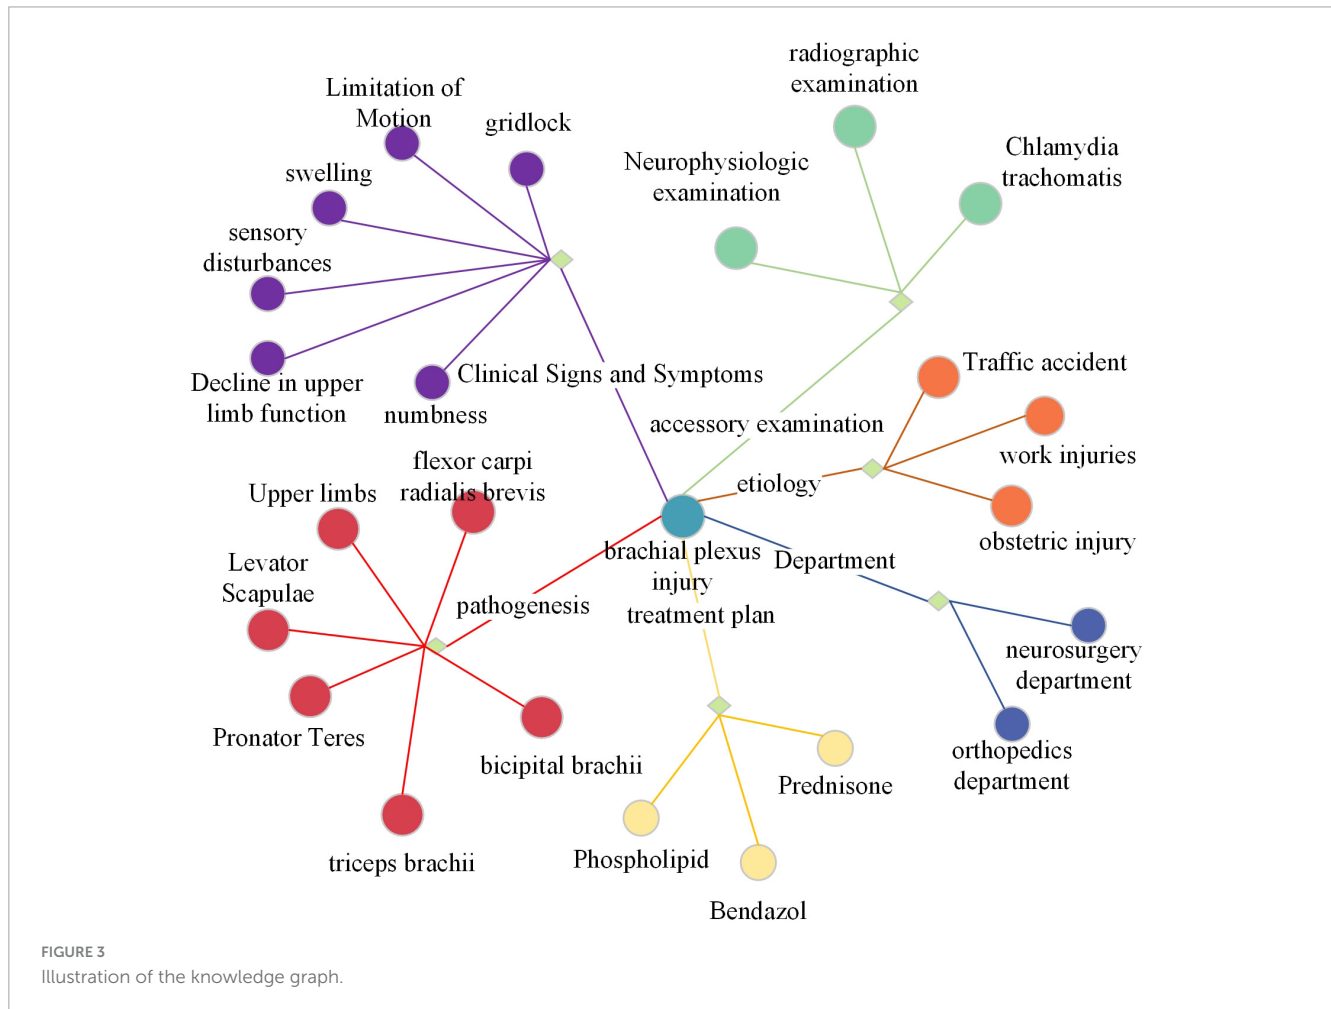 radiographic
examination
Limitation of
Motion
gridlock
Chlamydia
trachomatis
Neurophysiologic
examination
swelling
sensory
disturbances
Decline in upper
limb function
numbness
Clinical Signs and Symptoms
Traffic accident
accessory examination
work injuries
etiology
obstetric injury
flexor carpi
radialis brevis
Upper limbs
Levator
Scapulae
brachial plexus
injury
Department
pathogenesis
treatment plan
neurosurgery
department
Pronator Teres
bicipital brachii
orthopedics
department
Prednisone
triceps brachii
Phospholipid
Bendazol
FIGURE 3
Illustration of the knowledge graph.